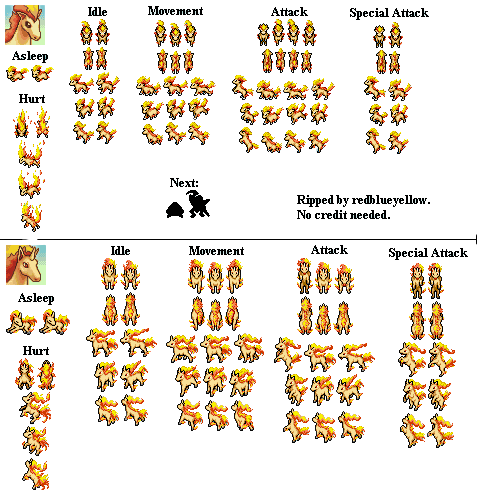 Idle
Movement
Attack
Special Attack
Asleep
Hurt
Next:
Ripped by redblueyellow.
No credit needed.
Idle
Movement
Attack
Special Attack
Asleep
Hurt